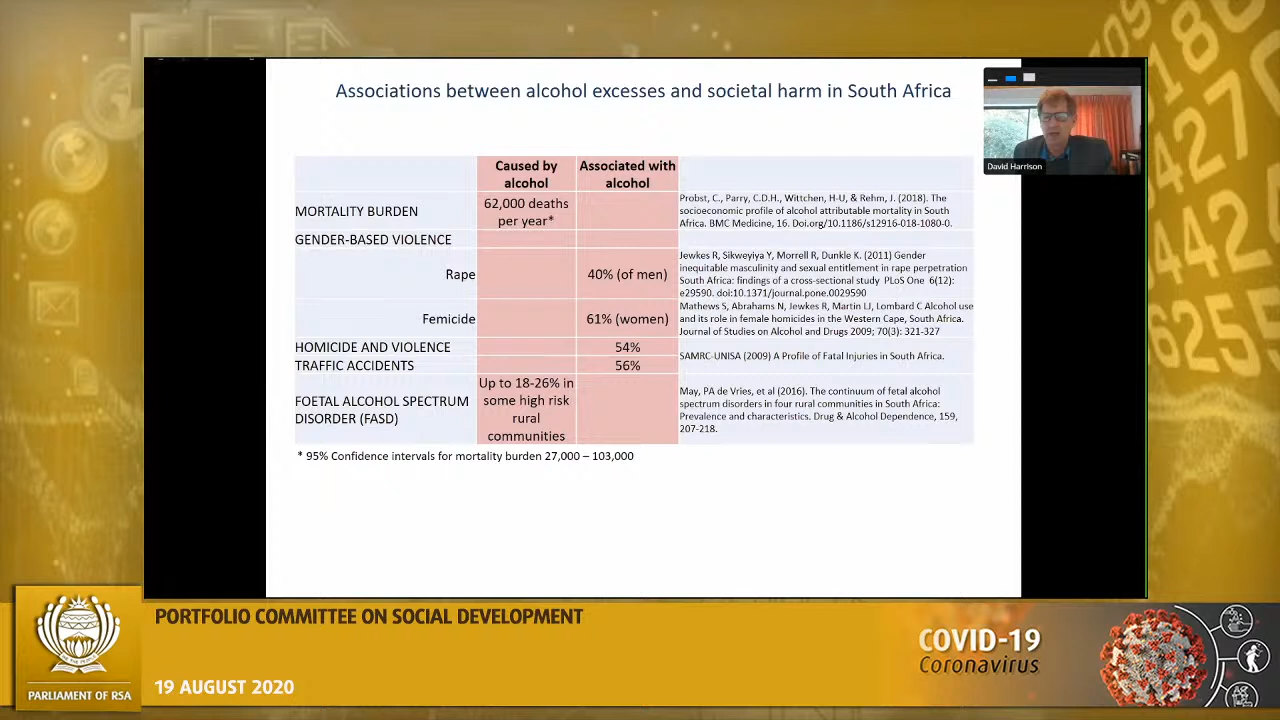 Associations between alcohol excesses and societal harm in South Africa
David Harrison
Caused by
alcohol
Associated with
alcohol
MORTALITY BURDEN
62,000 deaths
per year*
Probst, C., Parry, C.D.H., Wittchen, H-U, & Rehm, J. (2018). The
socioeconomic profile of alcohol attributable mortality in South
Africa. BMC Medicine, 16. Doi.org/10.1186/s12916-018-1080-0.
GENDER-BASED VIOLENCE
Rape
40% (of men)
Jewkes R, Sikweyiya Y, Morrell R, Dunkle K. (2011) Gender
inequitable masculinity and sexual entitlement in rape perpetration
South Africa: findings of a cross-sectional study PLoS One 6(12):
e29590. doi:10.1371/journal.pone.0029590
Femicide
61% (women)
Mathews S, Abrahams N, Jewkes R, Martin LJ, Lombard C Alcohol use
and its role in female homicides in the Western Cape, South Africa.
Journal of Studies on Alcohol and Drugs 2009; 70(3): 321-327
HOMICIDE AND VIOLENCE
54%
SAMRC-UNISA (2009) A Profile of Fatal Injuries in South Africa.
TRAFFIC ACCIDENTS
56%
FOETAL ALCOHOL SPECTRUM
DISORDER (FASD)
Up to 18-26% in
some high risk
rural
communities
May, PA de Vries, et al (2016). The continuum of fetal alcohol
spectrum disorders in four rural communities in South Africa:
Prevalence and characteristics. Drug & Alcohol Dependence, 159,
207-218.
* 95% Confidence intervals for mortality burden 27,000 – 103,000
PORTFOLIO COMMITTEE ON SOCIAL DEVELOPMENT
19 AUGUST 2020
PARLIAMENT OF RSA
COVID-19
Coronavirus